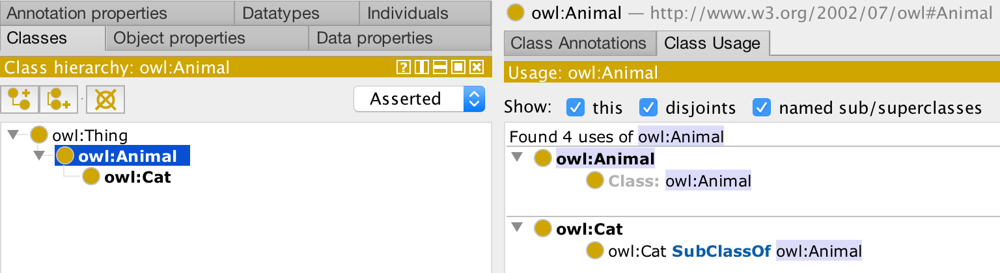 Annotation properties Datatypes Individuals
Classes Object properties Data properties
Class hierarchy: owl:Animal
Asserted
owl:Thing
owl:Animal
owl:Cat
owl:Animal — http://www.w3.org/2002/07/owl#Animal
Class Annotations Class Usage
Usage: owl:Animal
Show: this disjoints named sub/superclasses
Found 4 uses of owl:Animal
owl:Animal
Class: owl:Animal
owl:Cat
owl:Cat SubClassOf owl:Animal